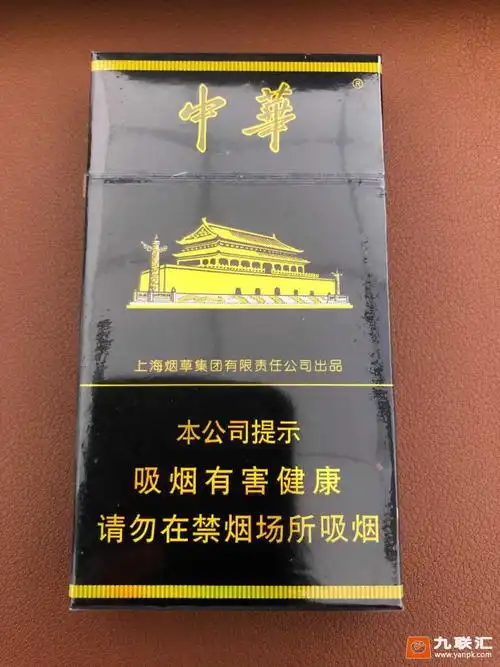 中華®
上海烟草集团有限责任公司出品
本公司提示
吸烟有害健康
请勿在禁烟场所吸烟
九联汇
www.yanpk.com